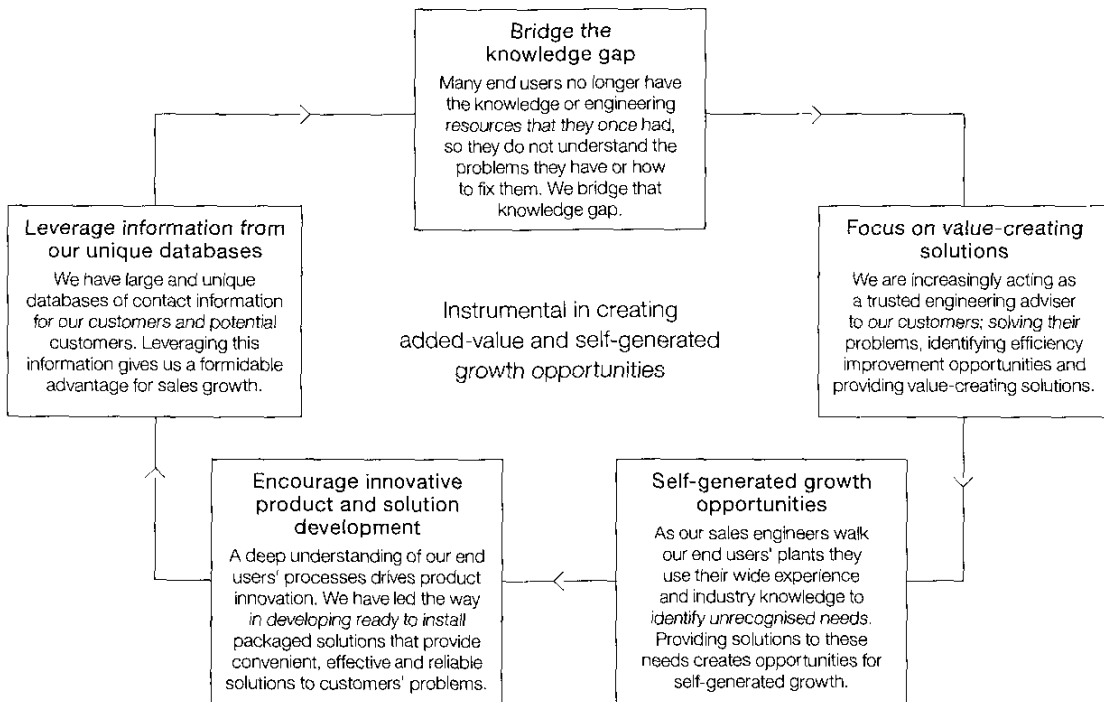 Bridge the
knowledge gap
Many end users no longer have
the knowledge or engineering
resources that they once had,
so they do not understand the
problems they have or how
to fix them. We bridge that
knowledge gap.
Focus on value-creating
solutions
We are increasingly acting as
a trusted engineering adviser
to our customers; solving their
problems, identifying efficiency
improvement opportunities and
providing value-creating solutions.
Self-generated growth
opportunities
As our sales engineers walk
our end users' plants they
use their wide experience
and industry knowledge to
identify unrecognised needs.
Providing solutions to these
needs creates opportunities for
self-generated growth.
Encourage innovative
product and solution
development
A deep understanding of our end
users' processes drives product
innovation. We have led the way
in developing ready to install
packaged solutions that provide
convenient, effective and reliable
solutions to customers' problems.
Leverage information from
our unique databases
We have large and unique
databases of contact information
for our customers and potential
customers. Leveraging this
information gives us a formidable
advantage for sales growth.
Instrumental in creating
added-value and self-generated
growth opportunities